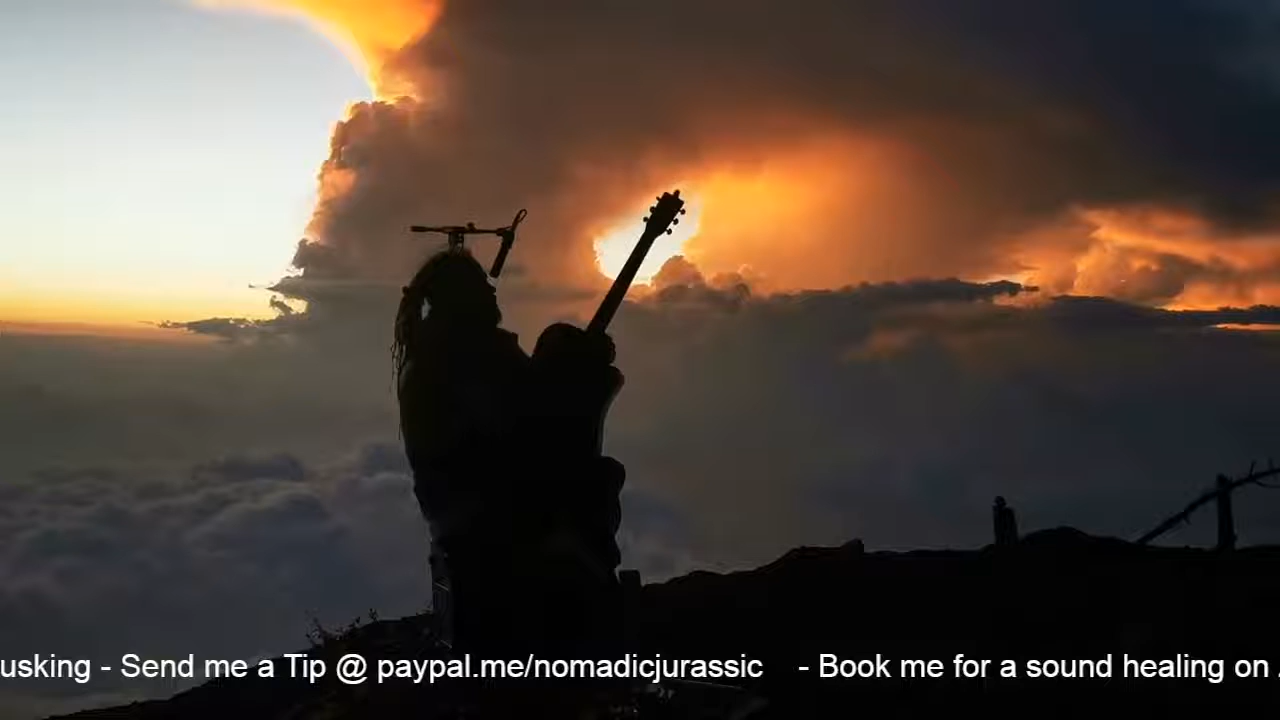 usking - Send me a Tip @ paypal.me/nomadicjurassic - Book me for a sound healing on